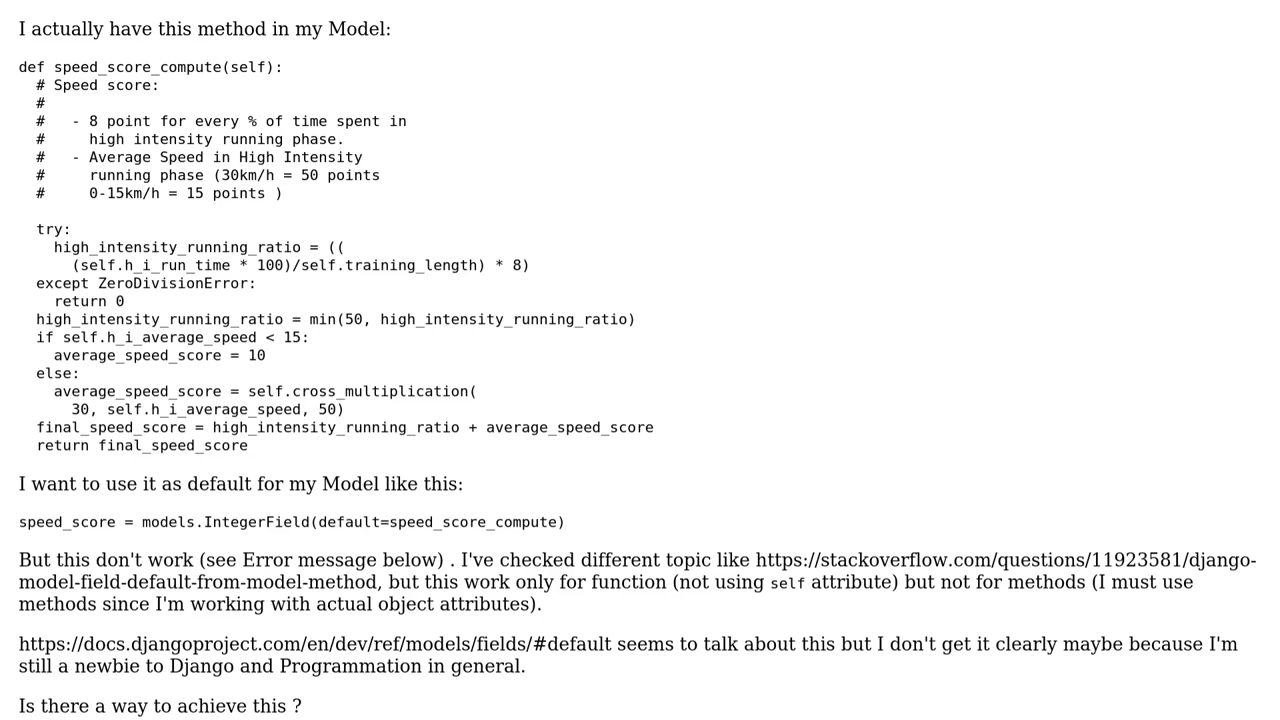 I actually have this method in my Model:
def speed_score_compute(self):
  # Speed score:
  #
  #   - 8 point for every % of time spent in
  #     high intensity running phase.
  #   - Average Speed in High Intensity
  #     running phase (30km/h = 50 points
  #     0-15km/h = 15 points )

  try:
    high_intensity_running_ratio = ((
      (self.h_i_run_time * 100)/self.training_length) * 8)
  except ZeroDivisionError:
    return 0
  high_intensity_running_ratio = min(50, high_intensity_running_ratio)
  if self.h_i_average_speed < 15:
    average_speed_score = 10
  else:
    average_speed_score = self.cross_multiplication(
      30, self.h_i_average_speed, 50)
  final_speed_score = high_intensity_running_ratio + average_speed_score
  return final_speed_score
I want to use it as default for my Model like this:
speed_score = models.IntegerField(default=speed_score_compute)
But this don't work (see Error message below) . I've checked different topic like https://stackoverflow.com/questions/11923581/django-
model-field-default-from-model-method, but this work only for function (not using self attribute) but not for methods (I must use
methods since I'm working with actual object attributes).
https://docs.djangoproject.com/en/dev/ref/models/fields/#default seems to talk about this but I don't get it clearly maybe because I'm
still a newbie to Django and Programmation in general.
Is there a way to achieve this ?